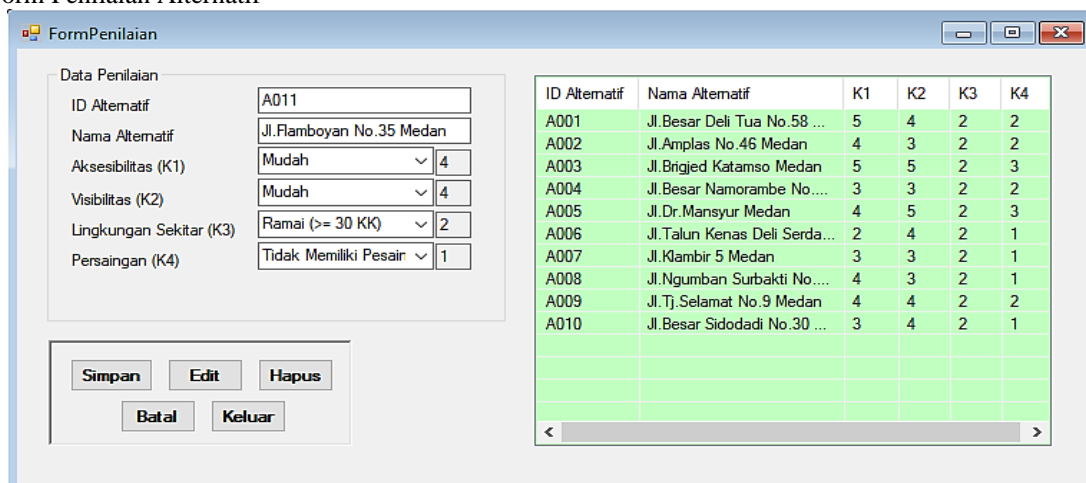 orm Penilaian Alternatif
FormPenilaian
Data Penilaian
ID Alternatif A011
Nama Alternatif Jl.Flamboyan No.35 Medan
Aksesibilitas (K1) Mudah 4
Visibilitas (K2) Mudah 4
Lingkungan Sekitar (K3) Ramai (>= 30 KK) 2
Persaingan (K4) Tidak Memiliki Pesain 1
Simpan Edit Hapus
Batal Keluar
ID Alternatif Nama Alternatif K1 K2 K3 K4
A001 Jl.Besar Deli Tua No.58 ... 5 4 2 2
A002 Jl.Amplas No.46 Medan 4 3 2 2
A003 Jl.Brigjed Katamso Medan 5 5 2 3
A004 Jl.Besar Namorambe No.... 3 3 2 2
A005 Jl.Dr.Mansyur Medan 4 5 2 3
A006 Jl.Talun Kenas Deli Serda... 2 4 2 1
A007 Jl.Klambir 5 Medan 3 3 2 1
A008 Jl.Ngumban Surbakti No.... 4 3 2 1
A009 Jl.Tj.Selamat No.9 Medan 4 4 2 2
A010 Jl.Besar Sidodadi No.30 ... 3 4 2 1